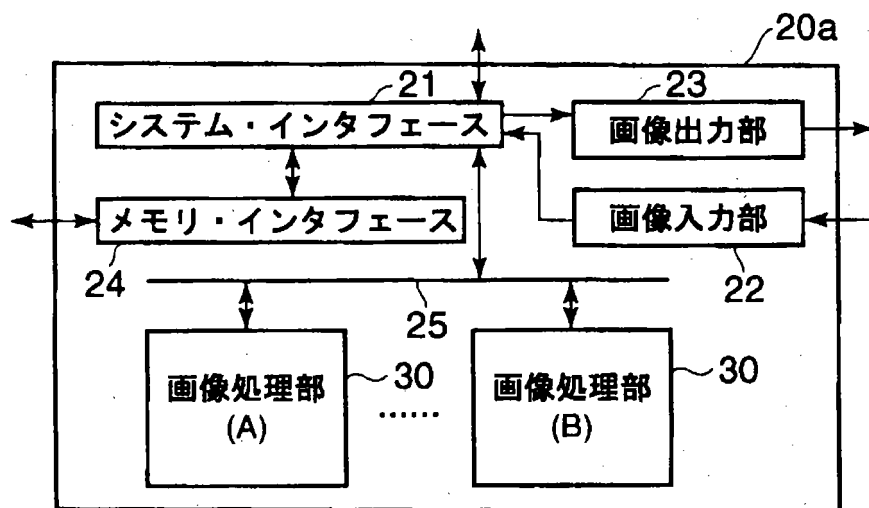 20a
21
23
システム・インタフェース
画像出力部
メモリ・インタフェース
画像入力部
24
22
25
画像処理部
(A)
30
......
画像処理部
(B)
30